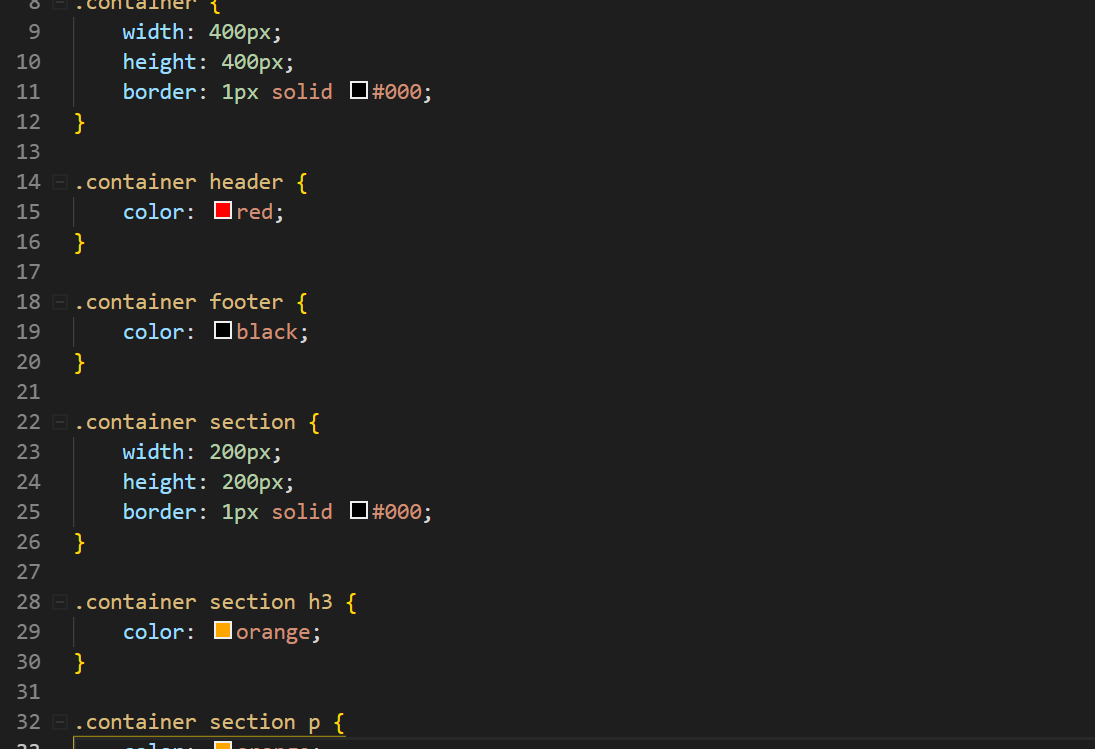 8 .container {
9 width: 400px;
10 height: 400px;
11 border: 1px solid #000;
12 }
13
14 .container header {
15 color: red;
16 }
17
18 .container footer {
19 color: black;
20 }
21
22 .container section {
23 width: 200px;
24 height: 200px;
25 border: 1px solid #000;
26 }
27
28 .container section h3 {
29 color: orange;
30 }
31
32 .container section p {
33 color: orange;